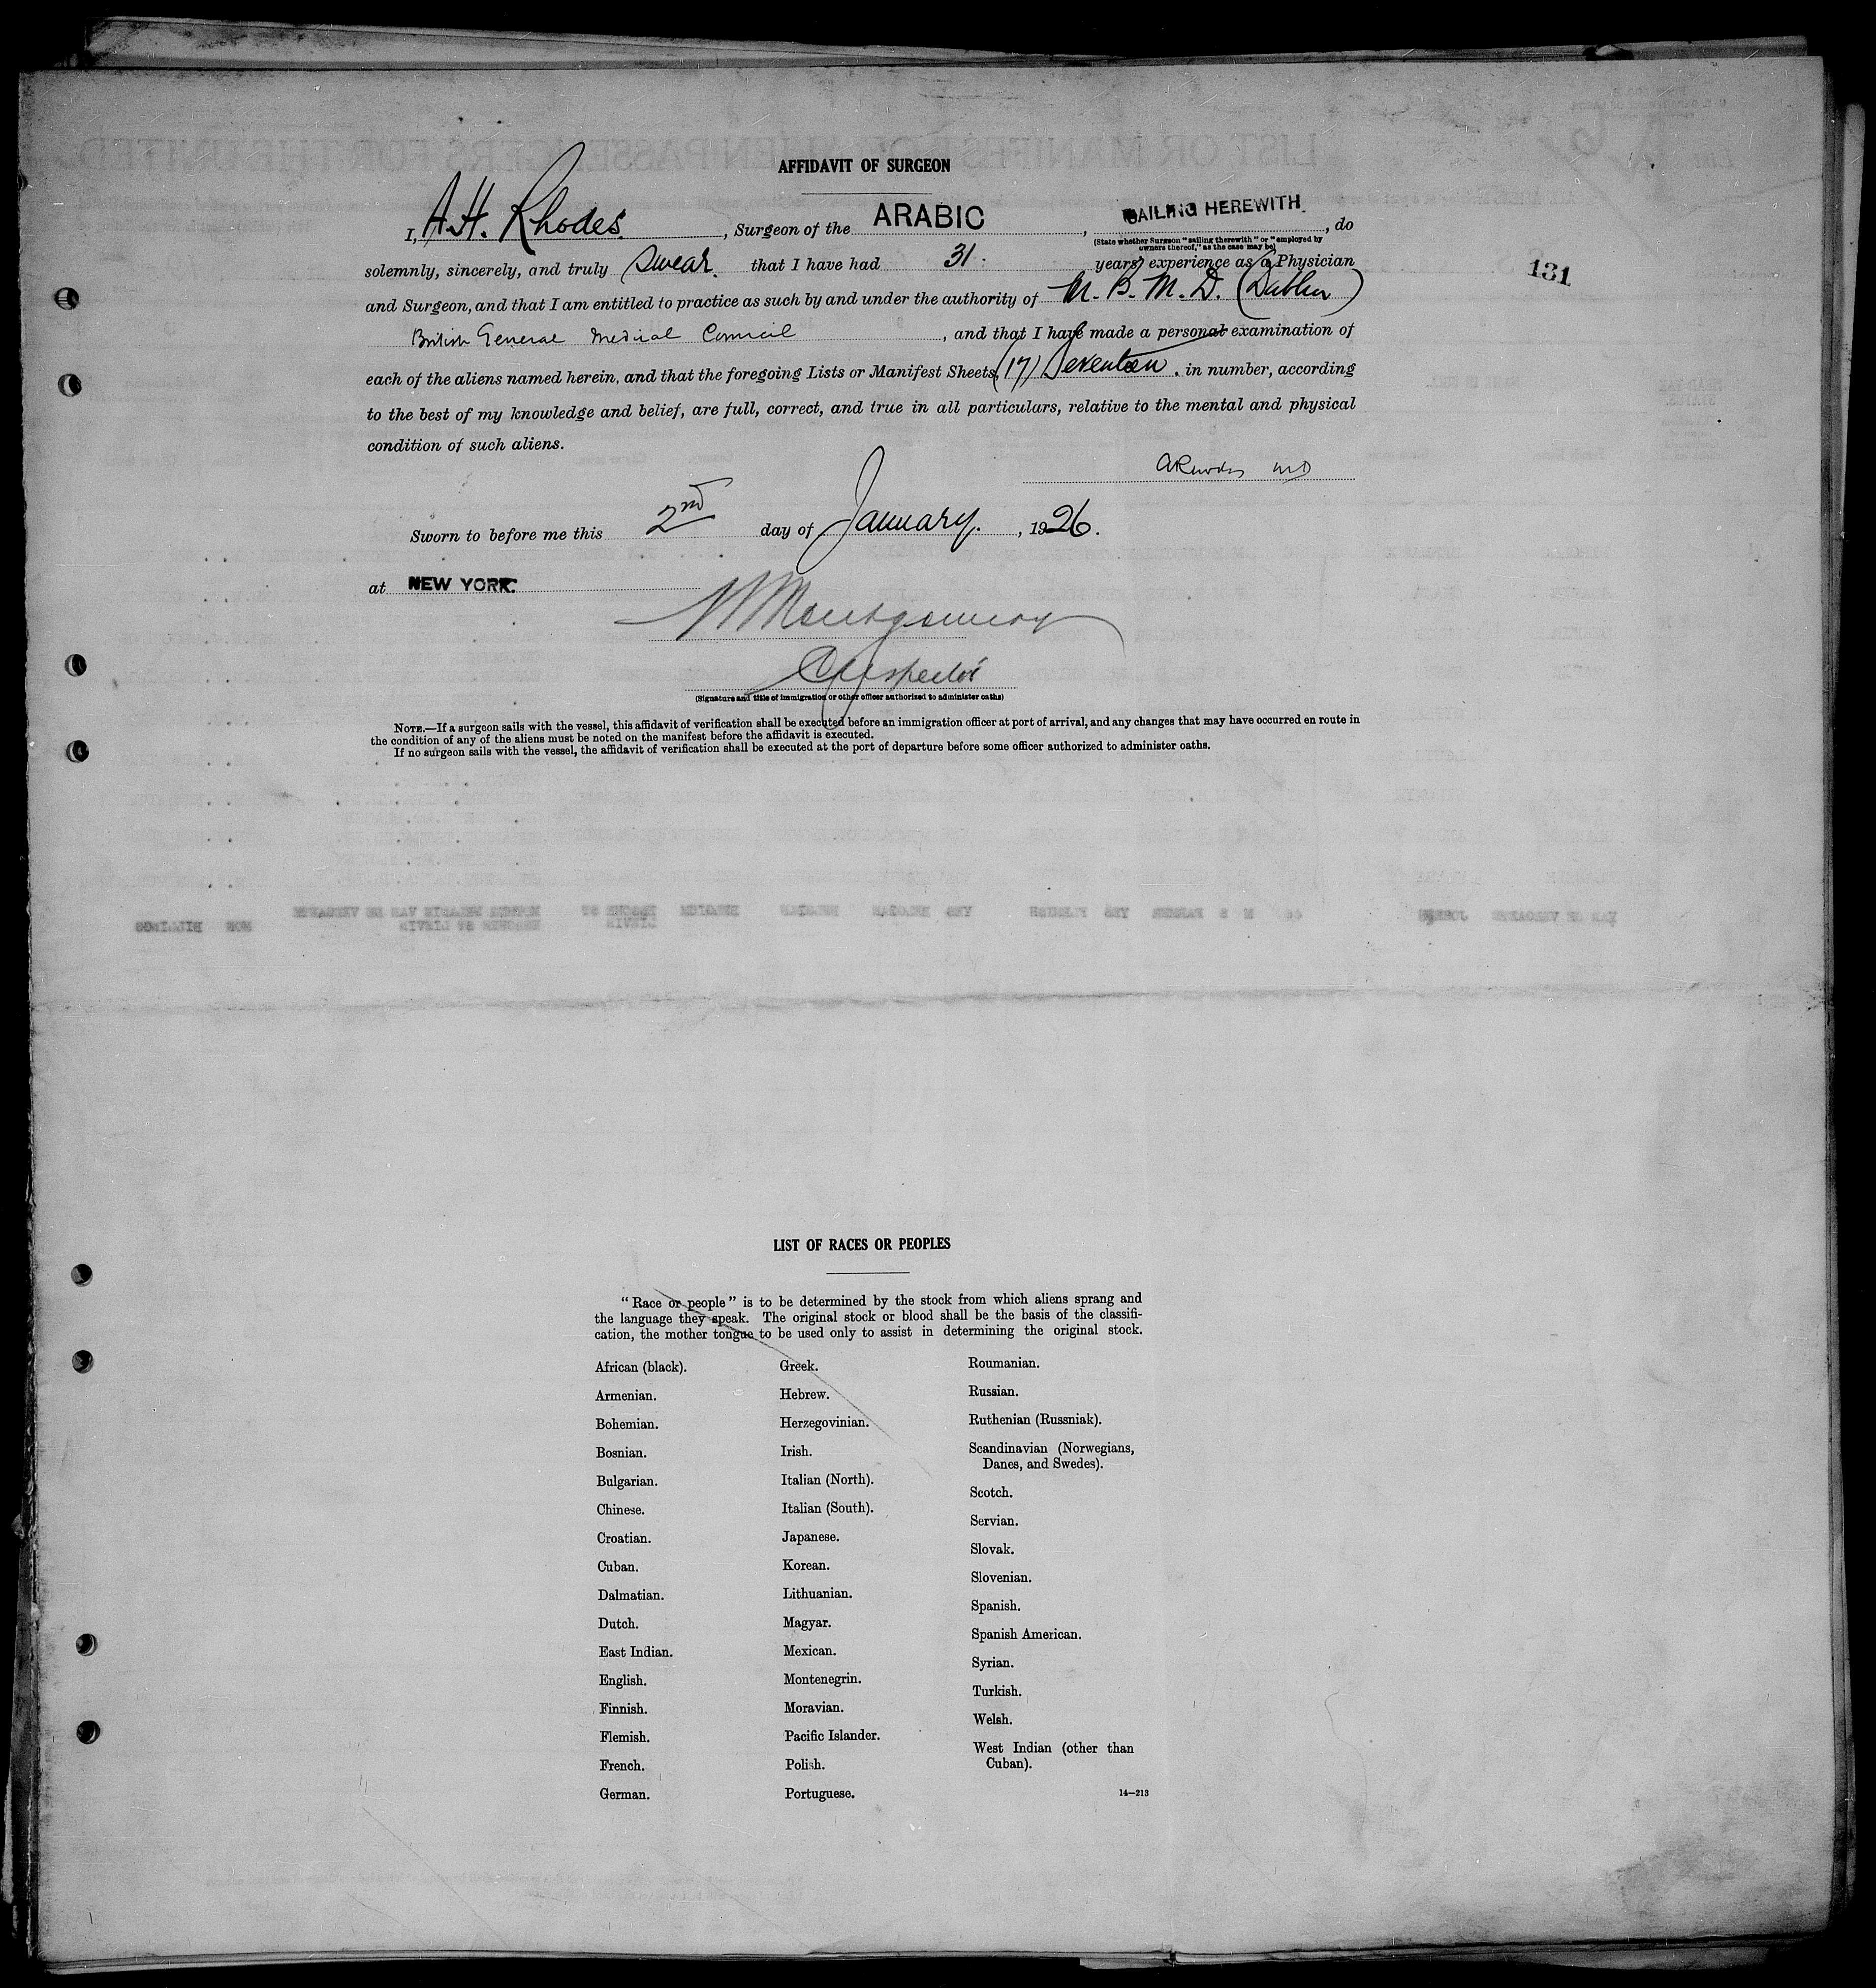 AFFIDAVIT OF SURGEON
I, A.H. Rhodes, Surgeon of the ARABIC, SAILING HEREWITH, do
(State whether Surgeon "sailing therewith" or "employed by
owners thereof," as the case may be)
131
solemnly, sincerely, and truly swear. that I have had 31. years' experience as a Physician
and Surgeon, and that I am entitled to practice as such by and under the authority of M.B. M.D. (Dublin)
British General Medical Council, and that I have made a personal examination of
each of the aliens named herein, and that the foregoing Lists or Manifest Sheets, (17) Seventeen. in number, according
to the best of my knowledge and belief, are full, correct, and true in all particulars, relative to the mental and physical
condition of such aliens.
ARhodes MD
Sworn to before me this 2nd day of January., 1926.
at NEW YORK.
Montgomery
Inspector
(Signature and title of immigration or other officer authorized to administer oaths)
NOTE.—If a surgeon sails with the vessel, this affidavit of verification shall be executed before an immigration officer at port of arrival, and any changes that may have occurred en route in
the condition of any of the aliens must be noted on the manifest before the affidavit is executed.
If no surgeon sails with the vessel, the affidavit of verification shall be executed at the port of departure before some officer authorized to administer oaths.
LIST OF RACES OR PEOPLES
"Race or people" is to be determined by the stock from which aliens sprang and
the language they speak. The original stock or blood shall be the basis of the classifi-
cation, the mother tongue to be used only to assist in determining the original stock.
African (black).
Armenian.
Bohemian.
Bosnian.
Bulgarian.
Chinese.
Croatian.
Cuban.
Dalmatian.
Dutch.
East Indian.
English.
Finnish.
Flemish.
French.
German.
Greek.
Hebrew.
Herzegovinian.
Irish.
Italian (North).
Italian (South).
Japanese.
Korean.
Lithuanian.
Magyar.
Mexican.
Montenegrin.
Moravian.
Pacific Islander.
Polish.
Portuguese.
Roumanian.
Russian.
Ruthenian (Russniak).
Scandinavian (Norwegians,
Danes, and Swedes).
Scotch.
Servian.
Slovak.
Slovenian.
Spanish.
Spanish American.
Syrian.
Turkish.
Welsh.
West Indian (other than
Cuban).
14—213